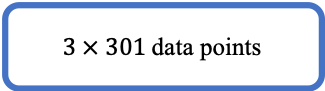 3 × 301 data points